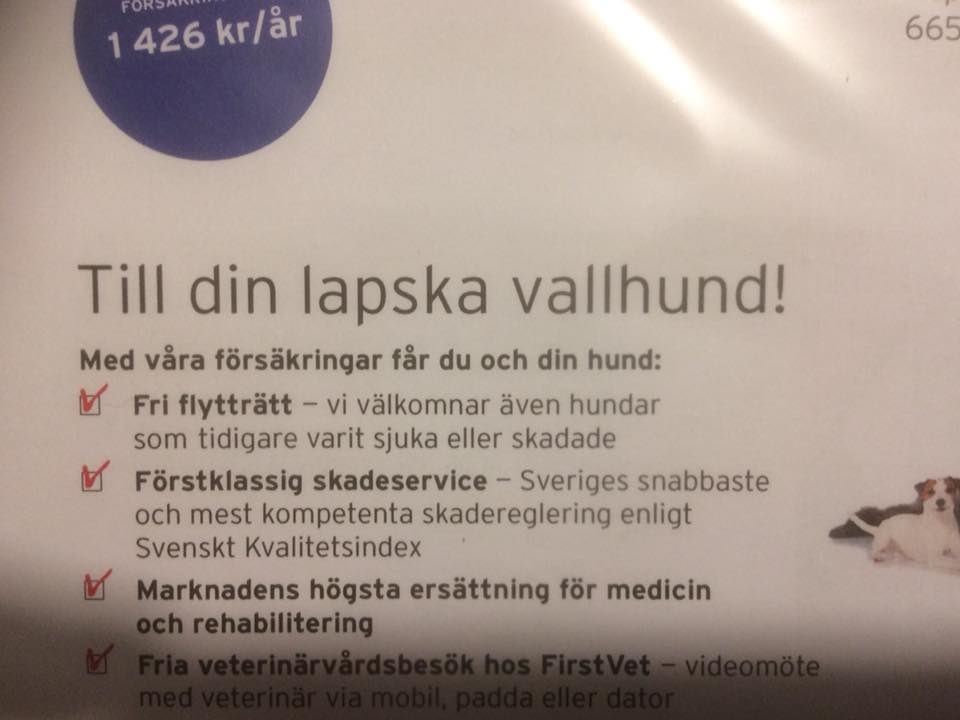 1 426 kr/år
665
Till din lapska vallhund!
Med våra försäkringar får du och din hund:
Fri flytträtt – vi välkomnar även hundar
som tidigare varit sjuka eller skadade
Förstklassig skadeservice – Sveriges snabbaste
och mest kompetenta skadereglering enligt
Svenskt Kvalitetsindex
Marknadens högsta ersättning för medicin
och rehabilitering
Fria veterinärvårdsbesök hos FirstVet – videomöte
med veterinär via mobil, padda eller dator